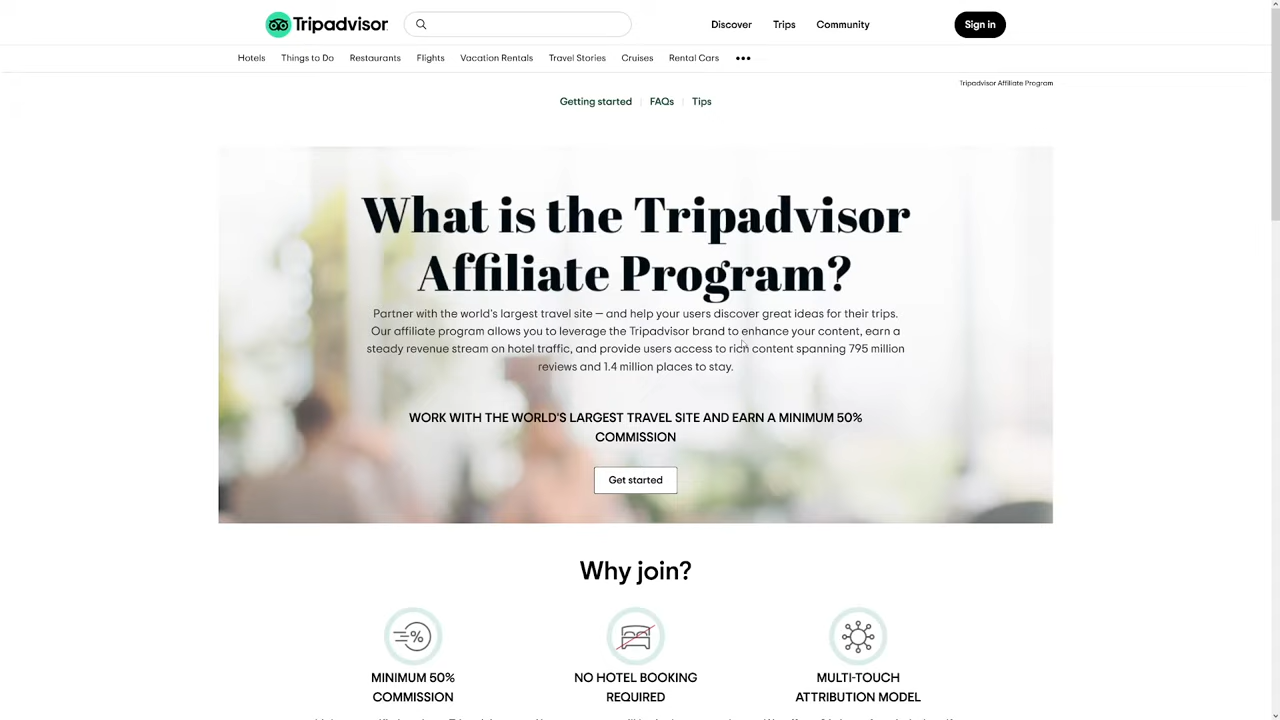 Tripadvisor
Discover Trips Community Sign in
Hotels Things to Do Restaurants Flights Vacation Rentals Travel Stories Cruises Rental Cars
Tripadvisor Affiliate Program
Getting started FAQs Tips
What is the Tripadvisor
Affiliate Program?
Partner with the world's largest travel site — and help your users discover great ideas for their trips.
Our affiliate program allows you to leverage the Tripadvisor brand to enhance your content, earn a
steady revenue stream on hotel traffic, and provide users access to rich content spanning 795 million
reviews and 1.4 million places to stay.
WORK WITH THE WORLD'S LARGEST TRAVEL SITE AND EARN A MINIMUM 50%
COMMISSION
Get started
Why join?
MINIMUM 50%
COMMISSION
NO HOTEL BOOKING
REQUIRED
MULTI-TOUCH
ATTRIBUTION MODEL